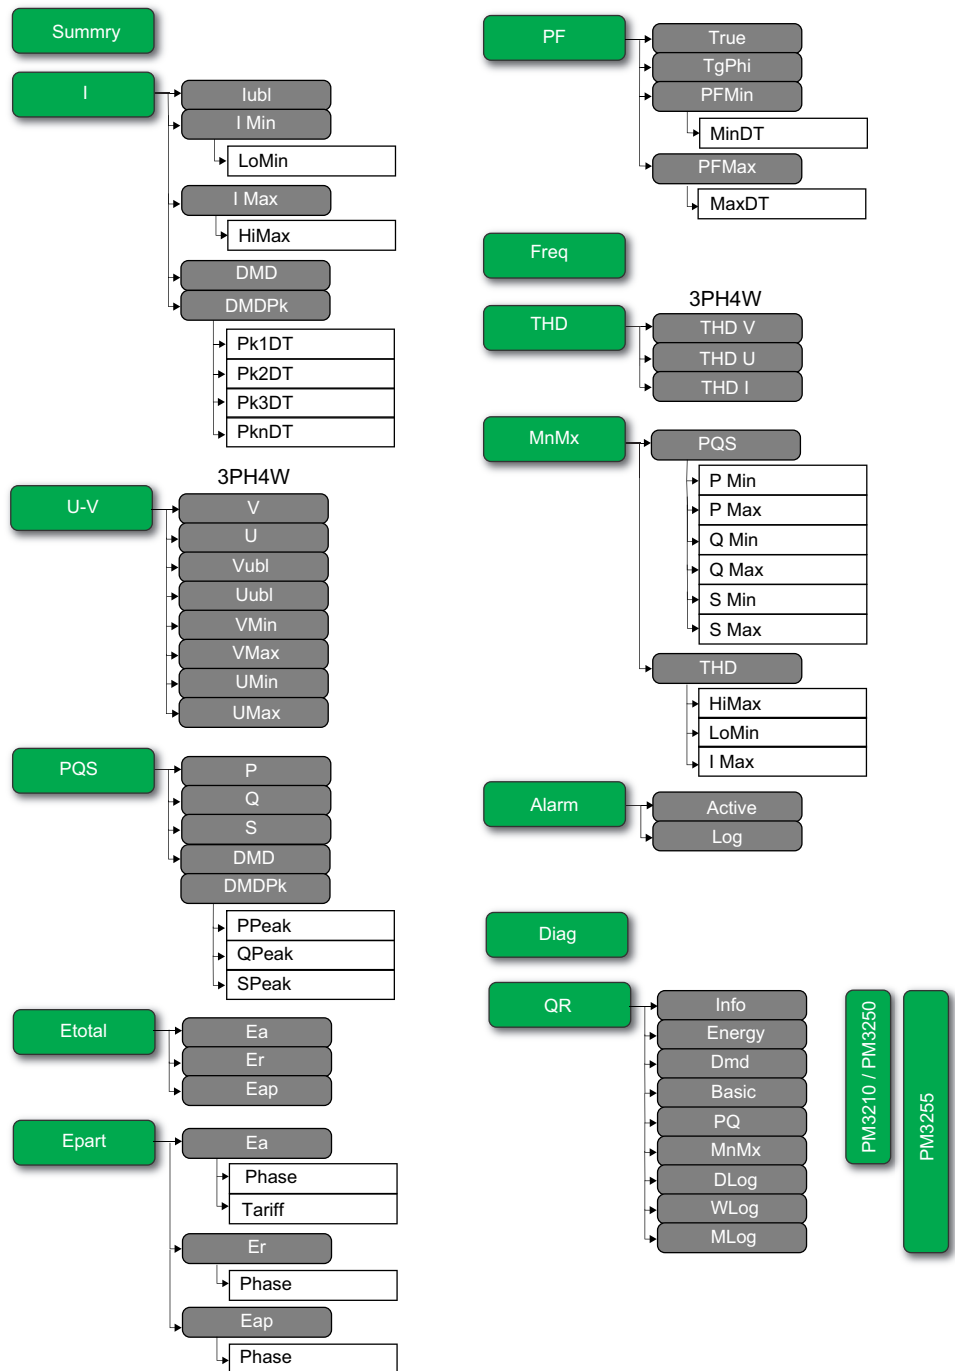 Summry
I
Iubl
I Min
LoMin
I Max
HiMax
DMD
DMDPk
Pk1DT
Pk2DT
Pk3DT
PknDT
3PH4W
U-V
V
U
Vubl
Uubl
VMin
VMax
UMin
UMax
PQS
P
Q
S
DMD
DMDPk
PPeak
QPeak
SPeak
Etotal
Ea
Er
Eap
Epart
Ea
Phase
Tariff
Er
Phase
Eap
Phase
PF
True
TgPhi
PFMin
MinDT
PFMax
MaxDT
Freq
3PH4W
THD
THD V
THD U
THD I
MnMx
PQS
P Min
P Max
Q Min
Q Max
S Min
S Max
THD
HiMax
LoMin
I Max
Alarm
Active
Log
Diag
QR
Info
Energy
Dmd
Basic
PQ
MnMx
DLog
WLog
MLog
PM3210 / PM3250
PM3255